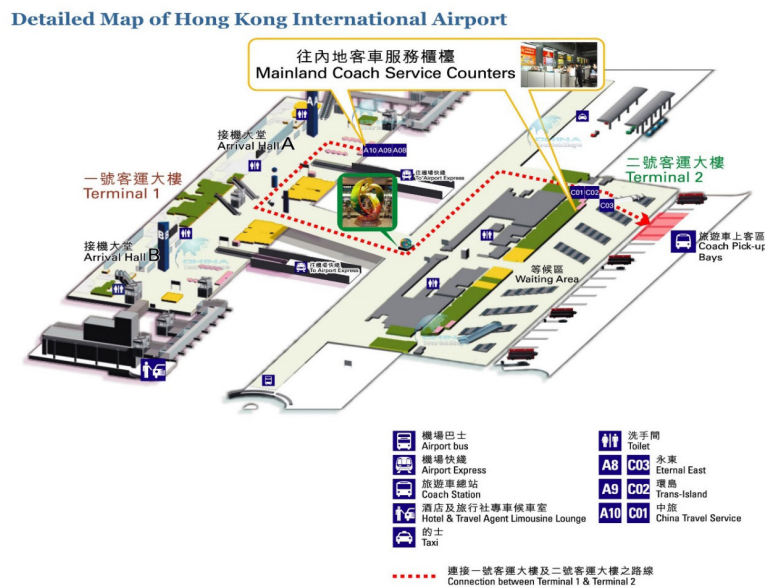 Detailed Map of Hong Kong International Airport
往內地客車服務櫃檯
Mainland Coach Service Counters
接機大堂
Arrival Hall A
A10 A09 A08
往機場快綫
To Airport Express
一號客運大樓
Terminal 1
二號客運大樓
Terminal 2
C01 C02
C03
旅遊車上客區
Coach Pick-up
Bays
接機大堂
Arrival Hall B
往機場快綫
To Airport Express
等候區
Waiting Area
機場巴士
Airport bus
機場快綫
Airport Express
旅遊車總站
Coach Station
酒店及旅行社專車候車室
Hotel & Travel Agent Limousine Lounge
的士
Taxi
洗手間
Toilet
A8 C03 永東
Eternal East
A9 C02 環島
Trans-Island
A10 C01 中旅
China Travel Service
連接一號客運大樓及二號客運大樓之路線
Connection between Terminal 1 & Terminal 2